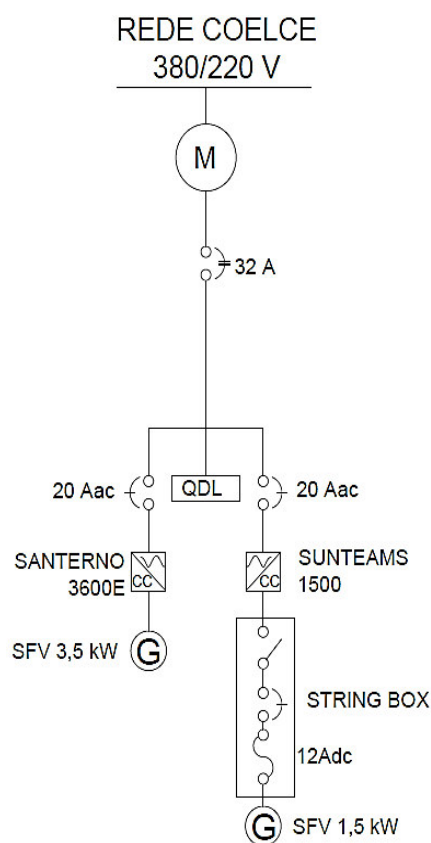 REDE COELCE
380/220 V
M
32 A
20 Aac
QDL
20 Aac
SANTERNO
3600E
CC
CC
SUNTEAMS
1500
SFV 3,5 kW
G
STRING BOX
12Adc
G
SFV 1,5 kW